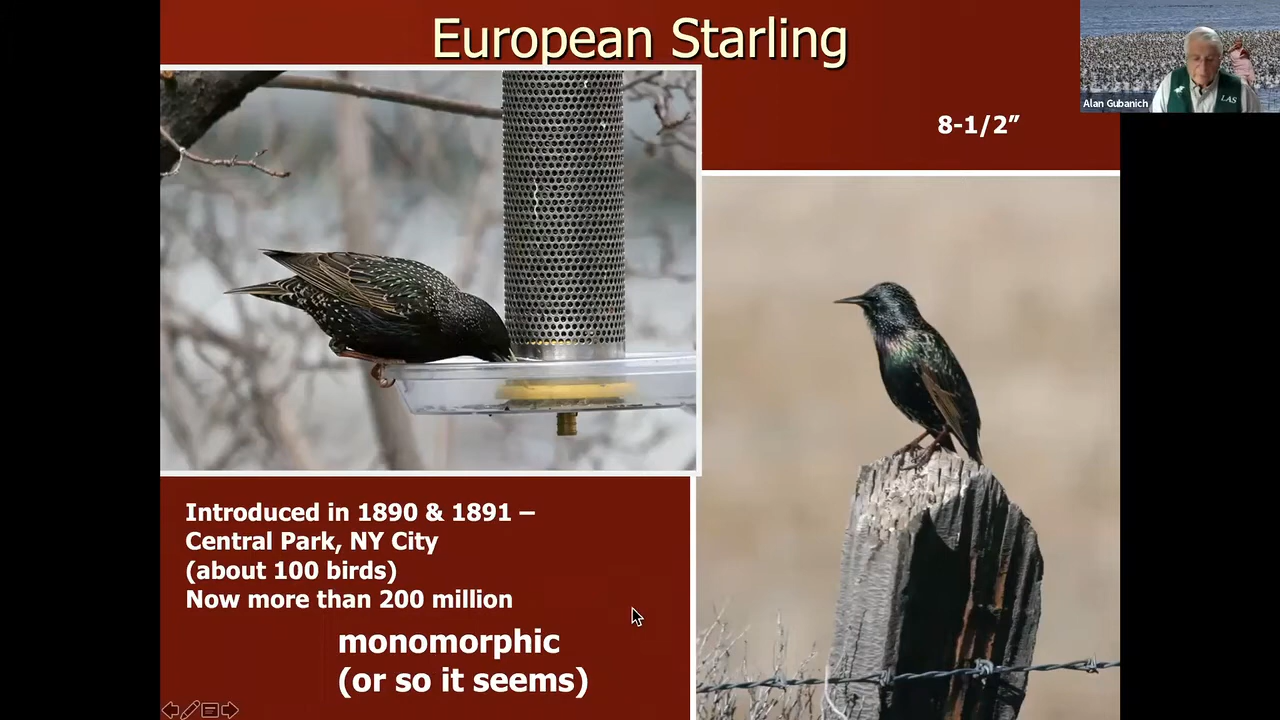 European Starling
8-1/2”
Alan Gubanich
LAS
Introduced in 1890 & 1891 –
Central Park, NY City
(about 100 birds)
Now more than 200 million
monomorphic
(or so it seems)